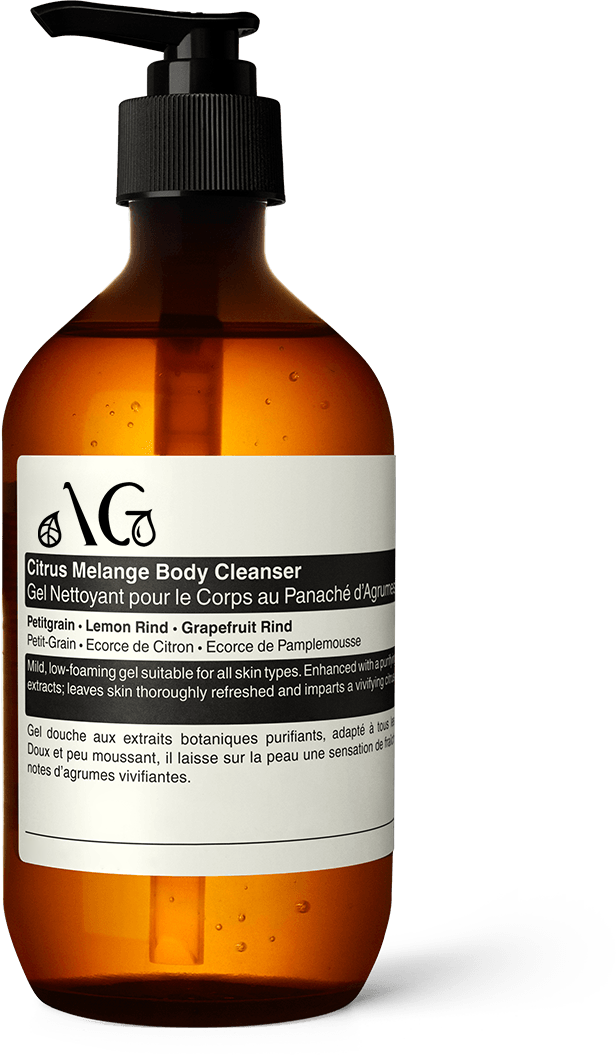 AG
Citrus Melange Body Cleanser
Gel Nettoyant pour le Corps au Panaché d'Agrumes
Petitgrain • Lemon Rind • Grapefruit Rind
Petit-Grain • Ecorce de Citron • Ecorce de Pamplemousse
Mild, low-foaming gel suitable for all skin types. Enhanced with a
extracts; leaves skin thoroughly refreshed and imparts a vivifying citrus
Gel douche aux extraits botaniques purifiants, adapté à tous
Doux et peu moussant, il laisse sur la peau une sensation de
notes d'agrumes vivifiantes.